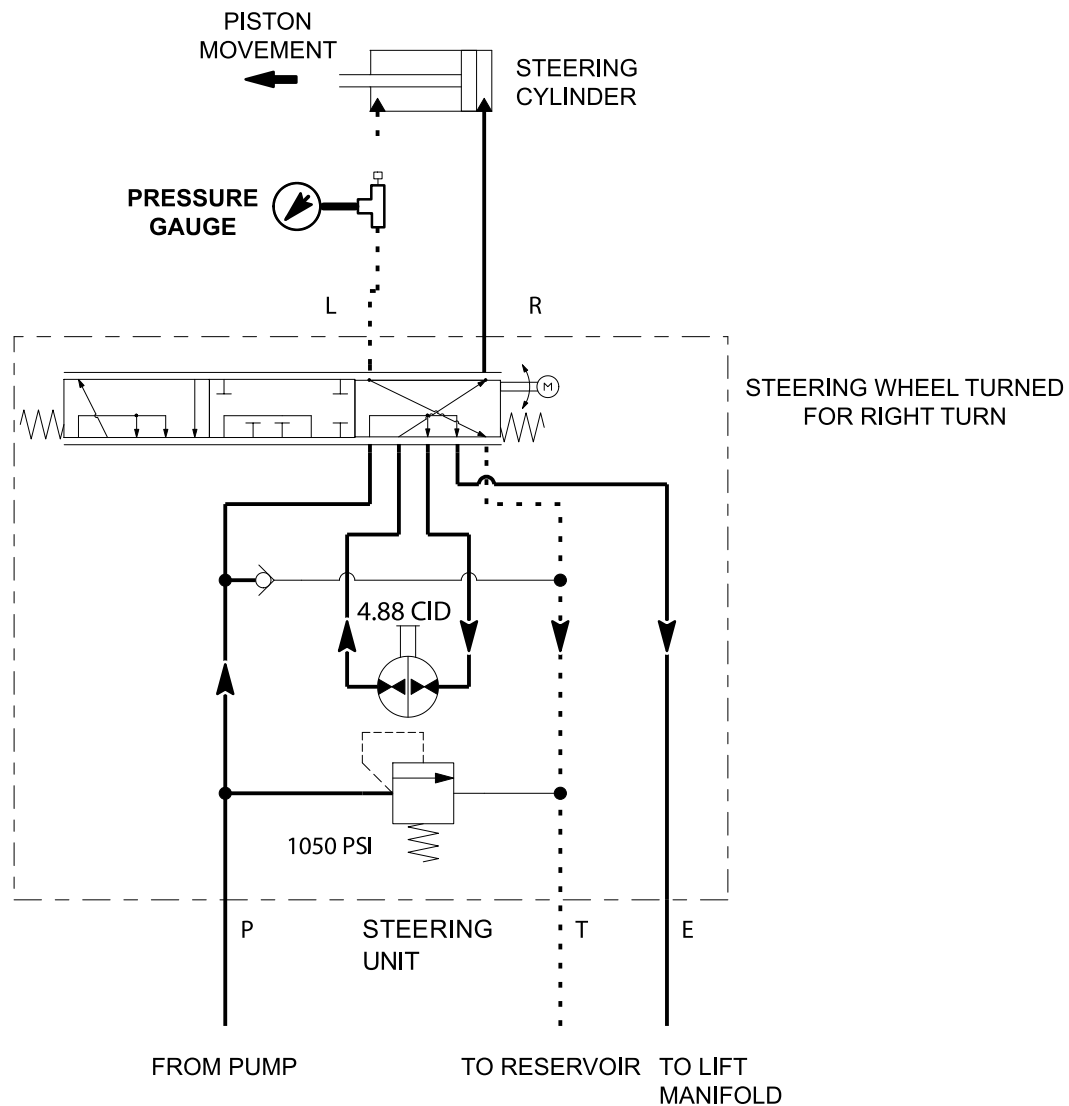 PISTON
MOVEMENT
STEERING
CYLINDER
PRESSURE
GAUGE
L
R
M
STEERING WHEEL TURNED
FOR RIGHT TURN
4.88 CID
1050 PSI
P
STEERING
UNIT
T
E
FROM PUMP
TO RESERVOIR
TO LIFT
MANIFOLD